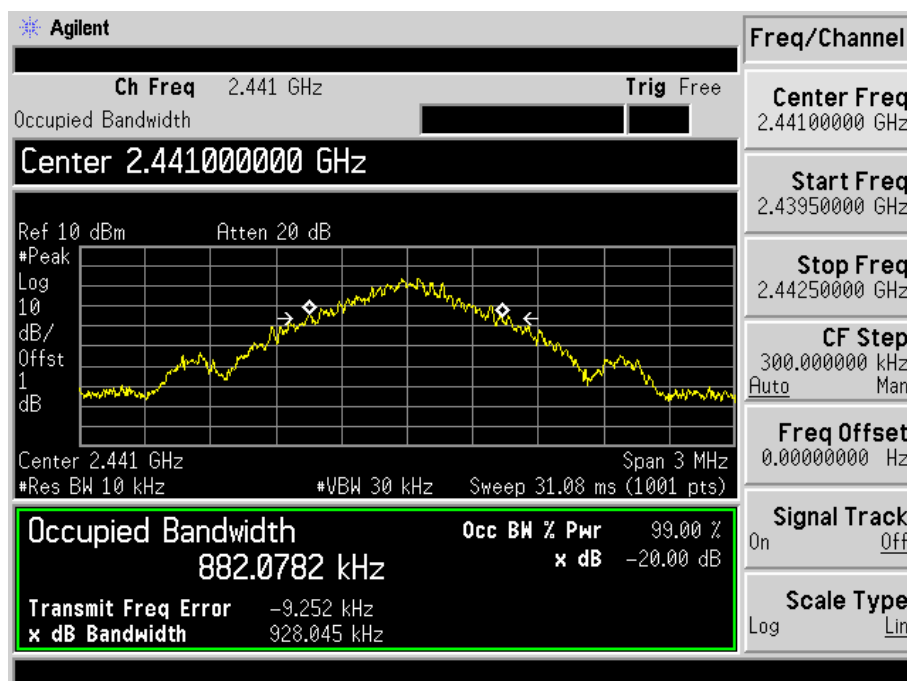 Agilent
Freq/Channel
Ch Freq 2.441 GHz Trig Free
Occupied Bandwidth
Center 2.441000000 GHz
Ref 10 dBm Atten 20 dB
#Peak
Log
10
dB/
Offst
1
dB
Center 2.441 GHz Span 3 MHz
#Res BW 10 kHz #VBW 30 kHz Sweep 31.08 ms (1001 pts)
Occupied Bandwidth
882.0782 kHz
Occ BW % Pwr 99.00 %
x dB -20.00 dB
Transmit Freq Error -9.252 kHz
x dB Bandwidth 928.045 kHz
Center Freq
2.44100000 GHz
Start Freq
2.43950000 GHz
Stop Freq
2.44250000 GHz
CF Step
300.000000 kHz
Auto Man
Freq Offset
0.00000000 Hz
Signal Track
On Off
Scale Type
Log Lin